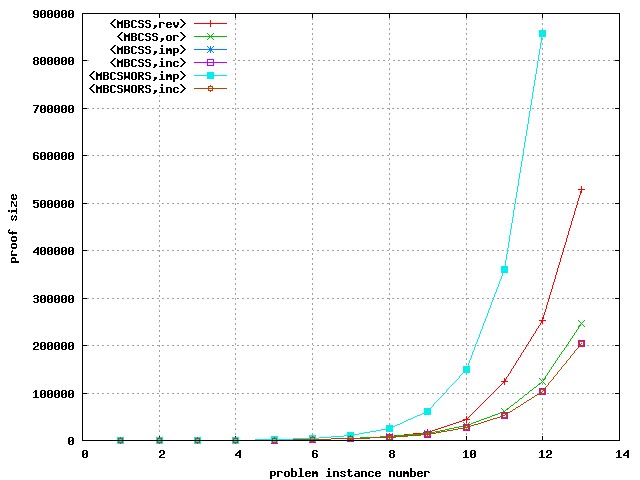 900000
800000
700000
600000
500000
400000
300000
200000
100000
0
<MBCSS,rev>
<MBCSS,or>
<MBCSS,imp>
<MBCSS,inc>
<MBCSWORS,imp>
<MBCSWORS,inc>
proof size
0 2 4 6 8 10 12 14
problem instance number